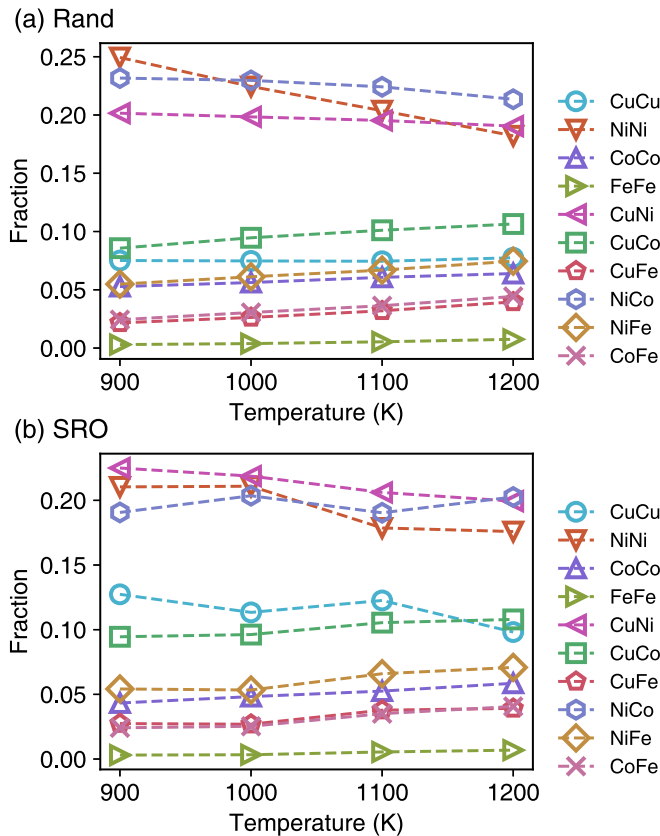 (a) Rand
Fraction
0.25
0.20
0.15
0.10
0.05
0.00
900 1000 1100 1200
Temperature (K)
CuCu
NiNi
CoCo
FeFe
CuNi
CuCo
CuFe
NiCo
NiFe
CoFe
(b) SRO
Fraction
0.20
0.15
0.10
0.05
0.00
900 1000 1100 1200
Temperature (K)
CuCu
NiNi
CoCo
FeFe
CuNi
CuCo
CuFe
NiCo
NiFe
CoFe